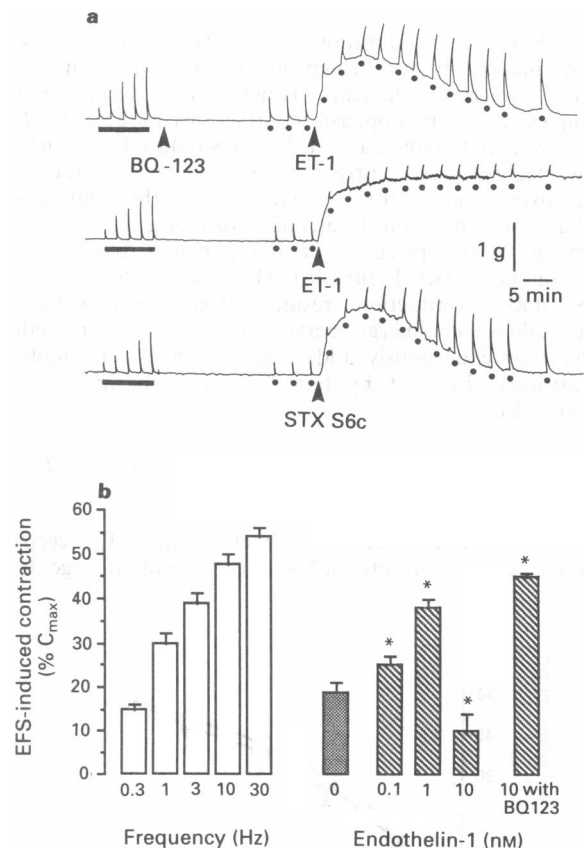 a
BQ-123
ET-1
ET-1
1 g
5 min
STX S6c
b
EFS-induced contraction
(% Cmax)
60
50
40
30
20
10
0
0.3 1 3 10 30
Frequency (Hz)
* * * *
0 0.1 1 10 10 with
BQ123
Endothelin-1 (nM)